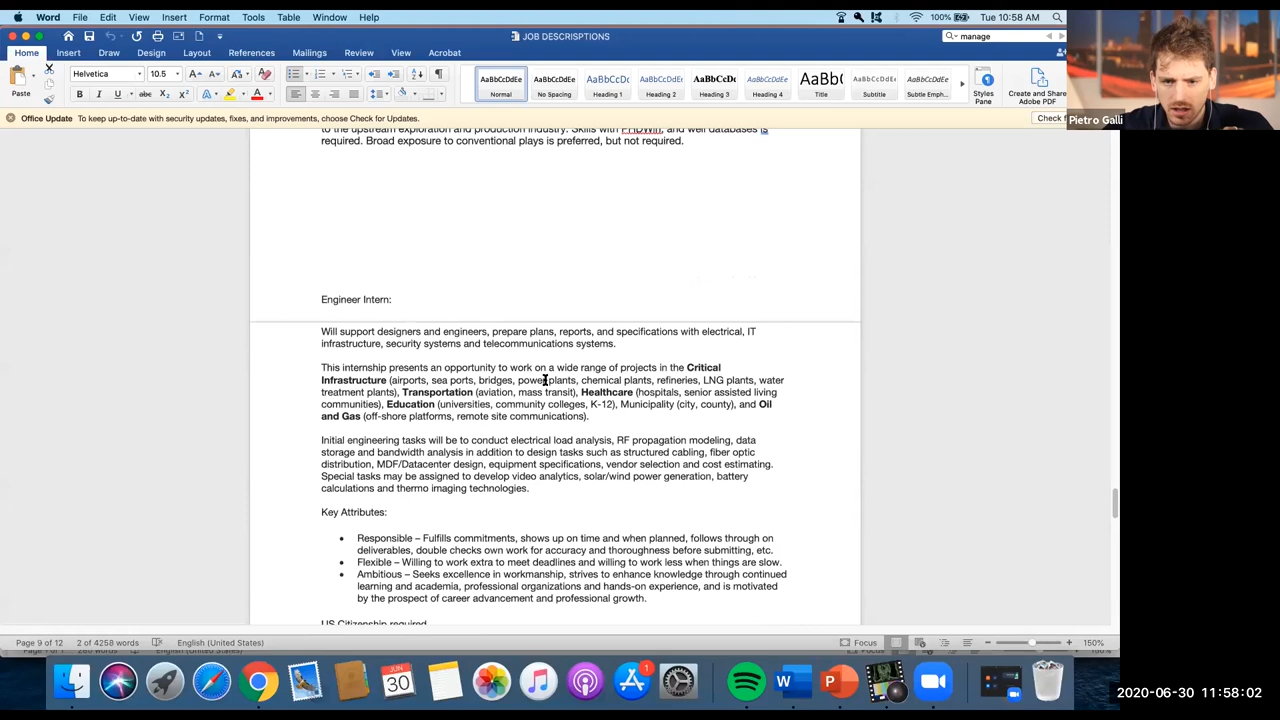 Word File Edit View Insert Format Tools Table Window Help 100% Tue 10:58 AM
JOB DESCRISPTIONS manage
Home Insert Draw Design Layout References Mailings Review View Acrobat
Paste Helvetica 10.5 AaBbCcDdEe AaBbCcDdEe AaBbCcDdE AaBbCcDdEe AaBbCcDc AaBbCcDdE AaBb( AaBbCcDdEe AaBbCcDdEe Styles Pane Create and Share Adobe PDF
B I U abc X₂ X² A A Normal No Spacing Heading 1 Heading 2 Heading 3 Heading 4 Title Subtitle Subtle Emph...
Office Update To keep up-to-date with security updates, fixes, and improvements, choose Check for Updates. Check
Pietro Galli
to the upstream exploration and production industry. Skills with PHDWin, and well databases is
required. Broad exposure to conventional plays is preferred, but not required.
Engineer Intern:
Will support designers and engineers, prepare plans, reports, and specifications with electrical, IT
infrastructure, security systems and telecommunications systems.
This internship presents an opportunity to work on a wide range of projects in the Critical
Infrastructure (airports, sea ports, bridges, power plants, chemical plants, refineries, LNG plants, water
treatment plants), Transportation (aviation, mass transit), Healthcare (hospitals, senior assisted living
communities), Education (universities, community colleges, K-12), Municipality (city, county), and Oil
and Gas (off-shore platforms, remote site communications).
Initial engineering tasks will be to conduct electrical load analysis, RF propagation modeling, data
storage and bandwidth analysis in addition to design tasks such as structured cabling, fiber optic
distribution, MDF/Datacenter design, equipment specifications, vendor selection and cost estimating.
Special tasks may be assigned to develop video analytics, solar/wind power generation, battery
calculations and thermo imaging technologies.
Key Attributes:
• Responsible – Fulfills commitments, shows up on time and when planned, follows through on
deliverables, double checks own work for accuracy and thoroughness before submitting, etc.
• Flexible – Willing to work extra to meet deadlines and willing to work less when things are slow.
• Ambitious – Seeks excellence in workmanship, strives to enhance knowledge through continued
learning and academia, professional organizations and hands-on experience, and is motivated
by the prospect of career advancement and professional growth.
US Citizenship required
Page 9 of 12 2 of 4258 words English (United States) Focus 150%
JUN
30 1 W P
2020-06-30 11:58:02